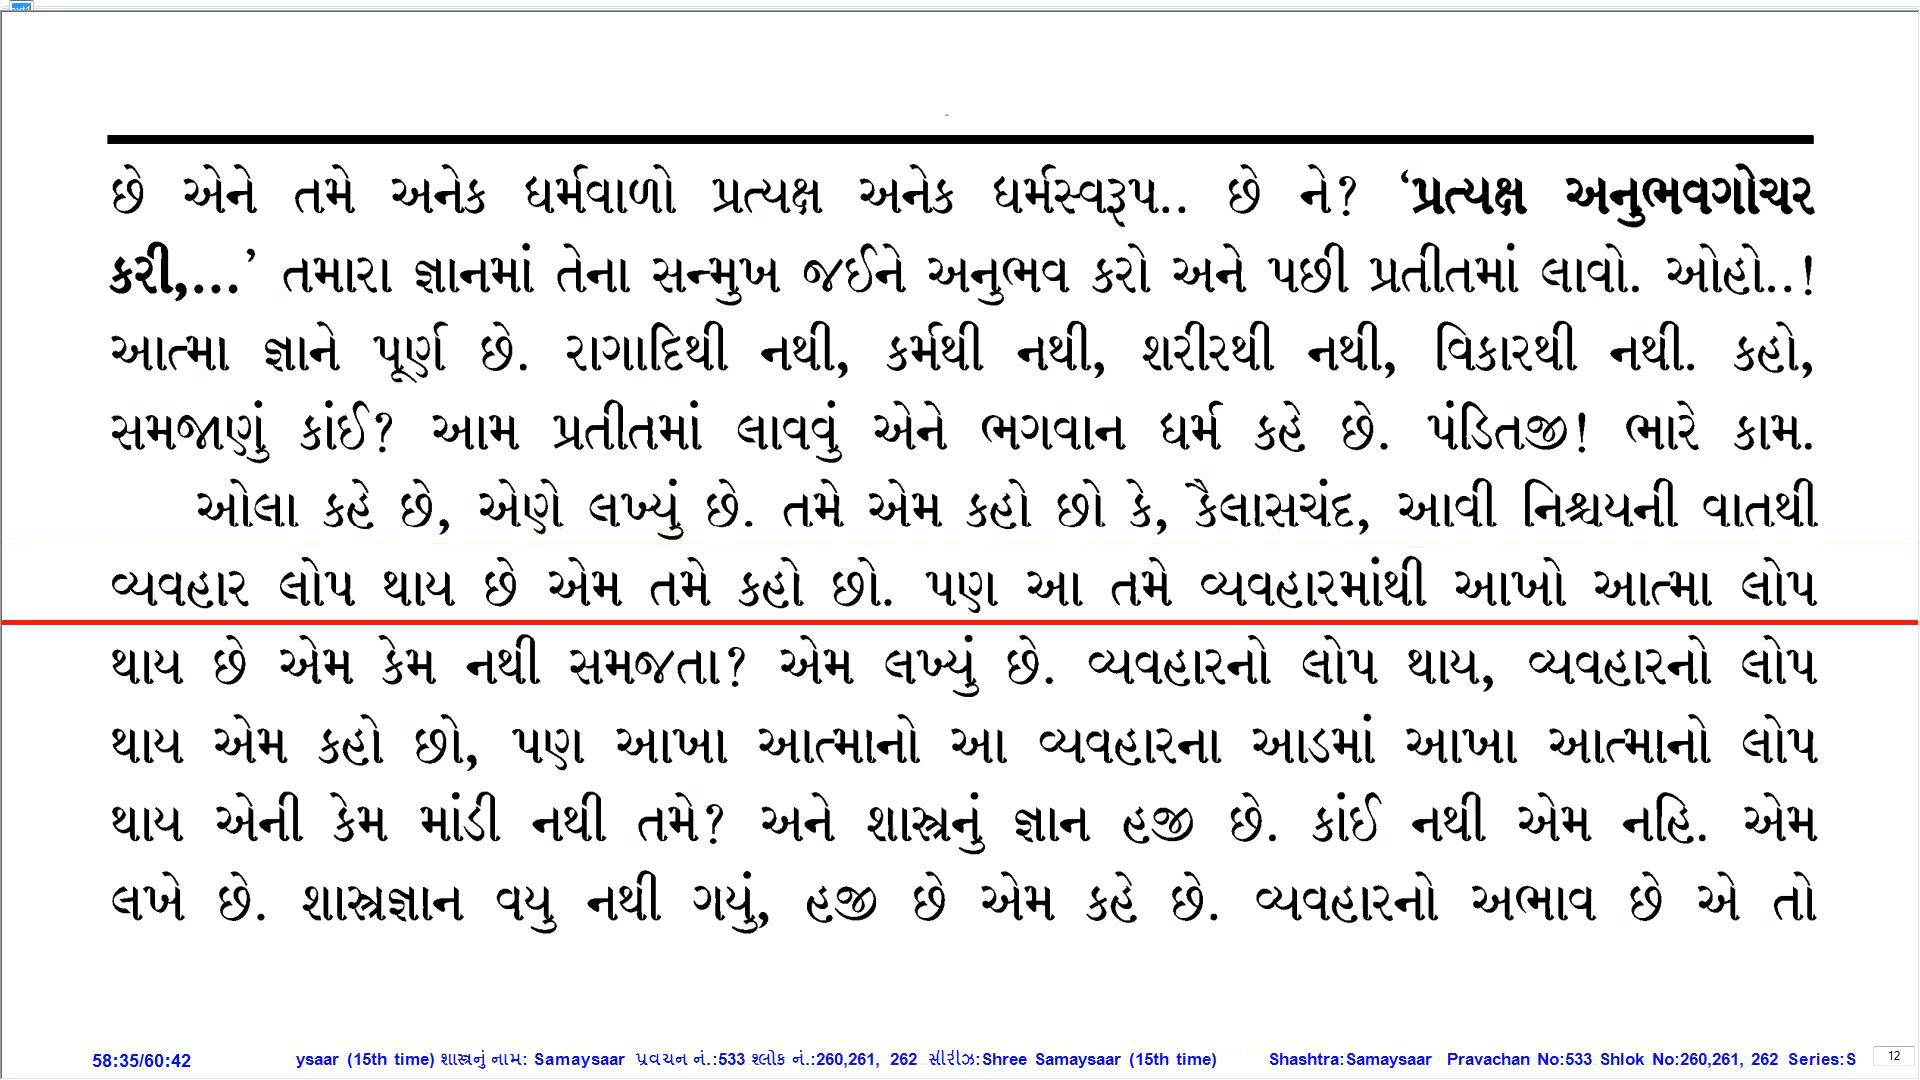 છે એને તમે અનેક ધર્મવાળો પ્રત્યક્ષ અનેક ધર્મસ્વરૂપ.. છે ને? ‘પ્રત્યક્ષ અનુભવગોચર
કરી,...’ તમારા જ્ઞાનમાં તેના સન્મુખ જઈને અનુભવ કરો અને પછી પ્રતીતમાં લાવો. ઓહો..!
આત્મા જ્ઞાને પૂર્ણ છે. રાગાદિથી નથી, કર્મથી નથી, શરીરથી નથી, વિકારથી નથી. કહો,
સમજાણું કાંઈ? આમ પ્રતીતમાં લાવવું એને ભગવાન ધર્મ કહે છે. પંડિતજી! ભારે કામ.
ઓલા કહે છે, એણે લખ્યું છે. તમે એમ કહો છો કે, કૈલાસચંદ, આવી નિશ્ચયની વાતથી
વ્યવહાર લોપ થાય છે એમ તમે કહો છો. પણ આ તમે વ્યવહારમાંથી આખો આત્મા લોપ
થાય છે એમ કેમ નથી સમજતા? એમ લખ્યું છે. વ્યવહારનો લોપ થાય, વ્યવહારનો લોપ
થાય એમ કહો છો, પણ આખા આત્માનો આ વ્યવહારના આડમાં આખા આત્માનો લોપ
થાય એની કેમ માંડી નથી તમે? અને શાસ્ત્રનું જ્ઞાન હજી છે. કાંઈ નથી એમ નહિ. એમ
લખે છે. શાસ્ત્રજ્ઞાન વયુ નથી ગયું, હજી છે એમ કહે છે. વ્યવહારનો અભાવ છે એ તો
58:35/60:42 ysaar (15th time) શાસ્ત્રનું નામ: Samaysaar પ્રવચન નં.:533 શ્લોક નં.:260,261, 262 સીરીઝ:Shree Samaysaar (15th time) Shashtra:Samaysaar Pravachan No:533 Shlok No:260,261, 262 Series:S 12